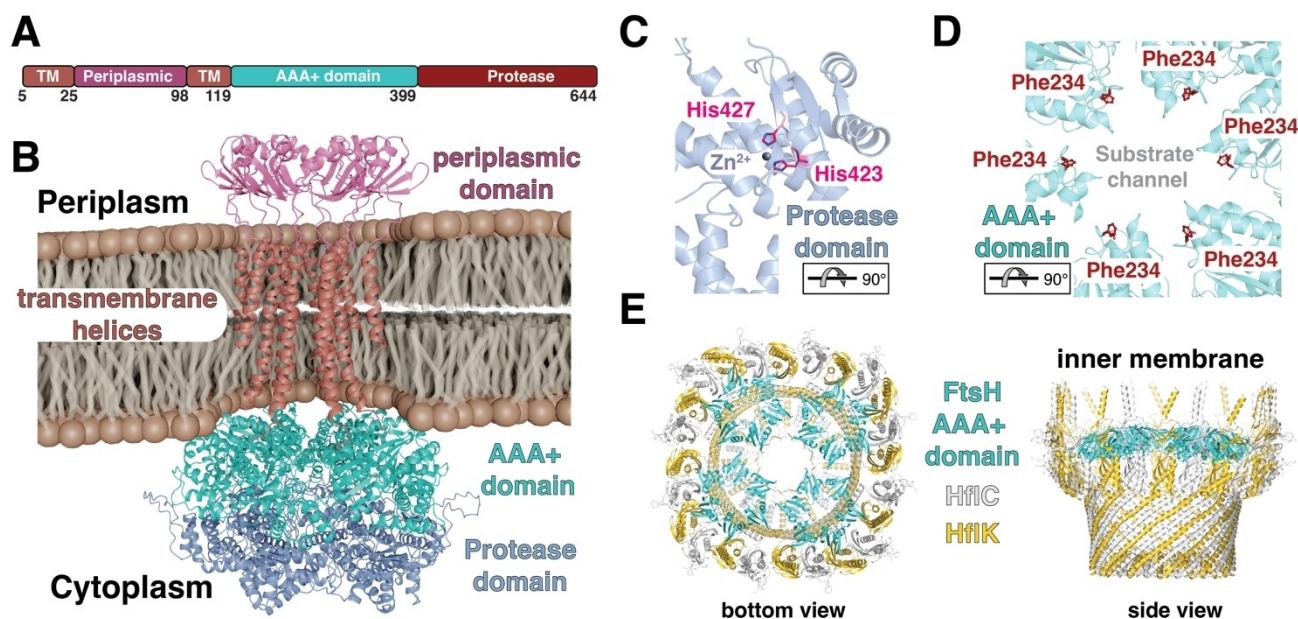 A
TM Periplasmic TM AAA+ domain Protease
5 25 98 119 399 644
B
periplasmic
domain
Periplasm
transmembrane
helices
AAA+
domain
Protease
domain
Cytoplasm
C
His427
Zn²⁺
His423
Protease
domain
90°
D
Phe234 Phe234
Phe234
Phe234 Substrate
channel
AAA+
domain
Phe234 Phe234
90°
E
inner membrane
FtsH
AAA+
domain
HflC
HflK
bottom view side view